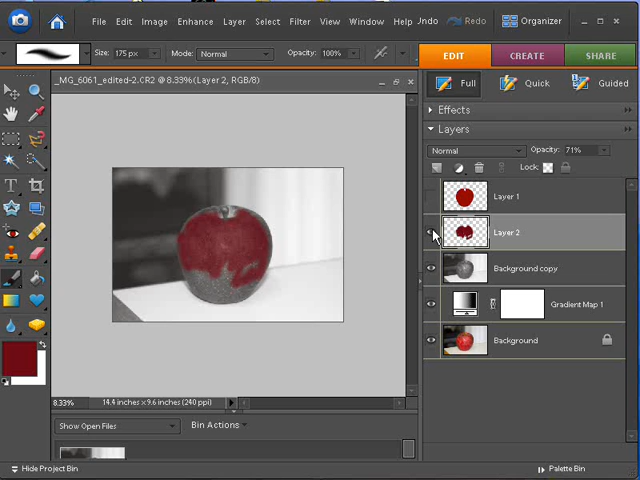 File Edit Image Enhance Layer Select Filter View Window Help Undo Redo Organizer
Size: 175 px Mode: Normal Opacity: 100%
EDIT CREATE SHARE
_MG_6061_edited-2.CR2 @ 8.33%(Layer 2, RGB/8)
Full Quick Guided
Effects
Layers
Normal Opacity: 71%
Lock:
Layer 1
Layer 2
Background copy
Gradient Map 1
Background
8.33% 14.4 inches x 9.6 inches (240 ppi)
Show Open Files Bin Actions
Hide Project Bin Palette Bin